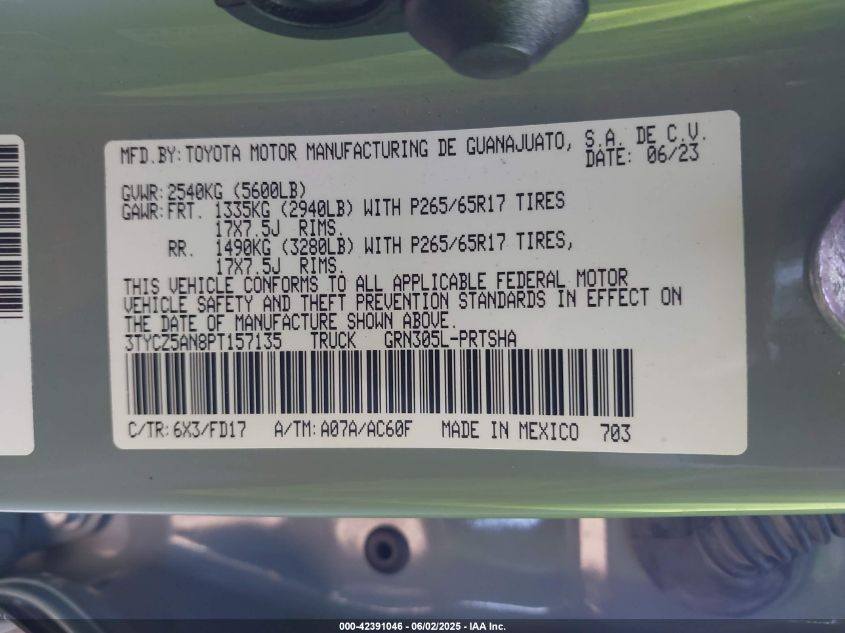 MFD.BY: TOYOTA MOTOR MANUFACTURING DE GUANAJUATO, S.A. DE C.V.
DATE: 06/23
GVWR: 2540KG (5600LB)
GAWR: FRT. 1335KG (2940LB) WITH P265/65R17 TIRES
17X7.5J RIMS.
RR. 1490KG (3280LB) WITH P265/65R17 TIRES,
17X7.5J RIMS.
THIS VEHICLE CONFORMS TO ALL APPLICABLE FEDERAL MOTOR
VEHICLE SAFETY AND THEFT PREVENTION STANDARDS IN EFFECT ON
THE DATE OF MANUFACTURE SHOWN ABOVE.
3TYCZ5AN8PT157135 TRUCK GRN305L-PRTSHA
C/TR: 6X3/FD17 A/TM: A07A/AC60F MADE IN MEXICO 703
000-42391046 - 06/02/2025 - IAA Inc.